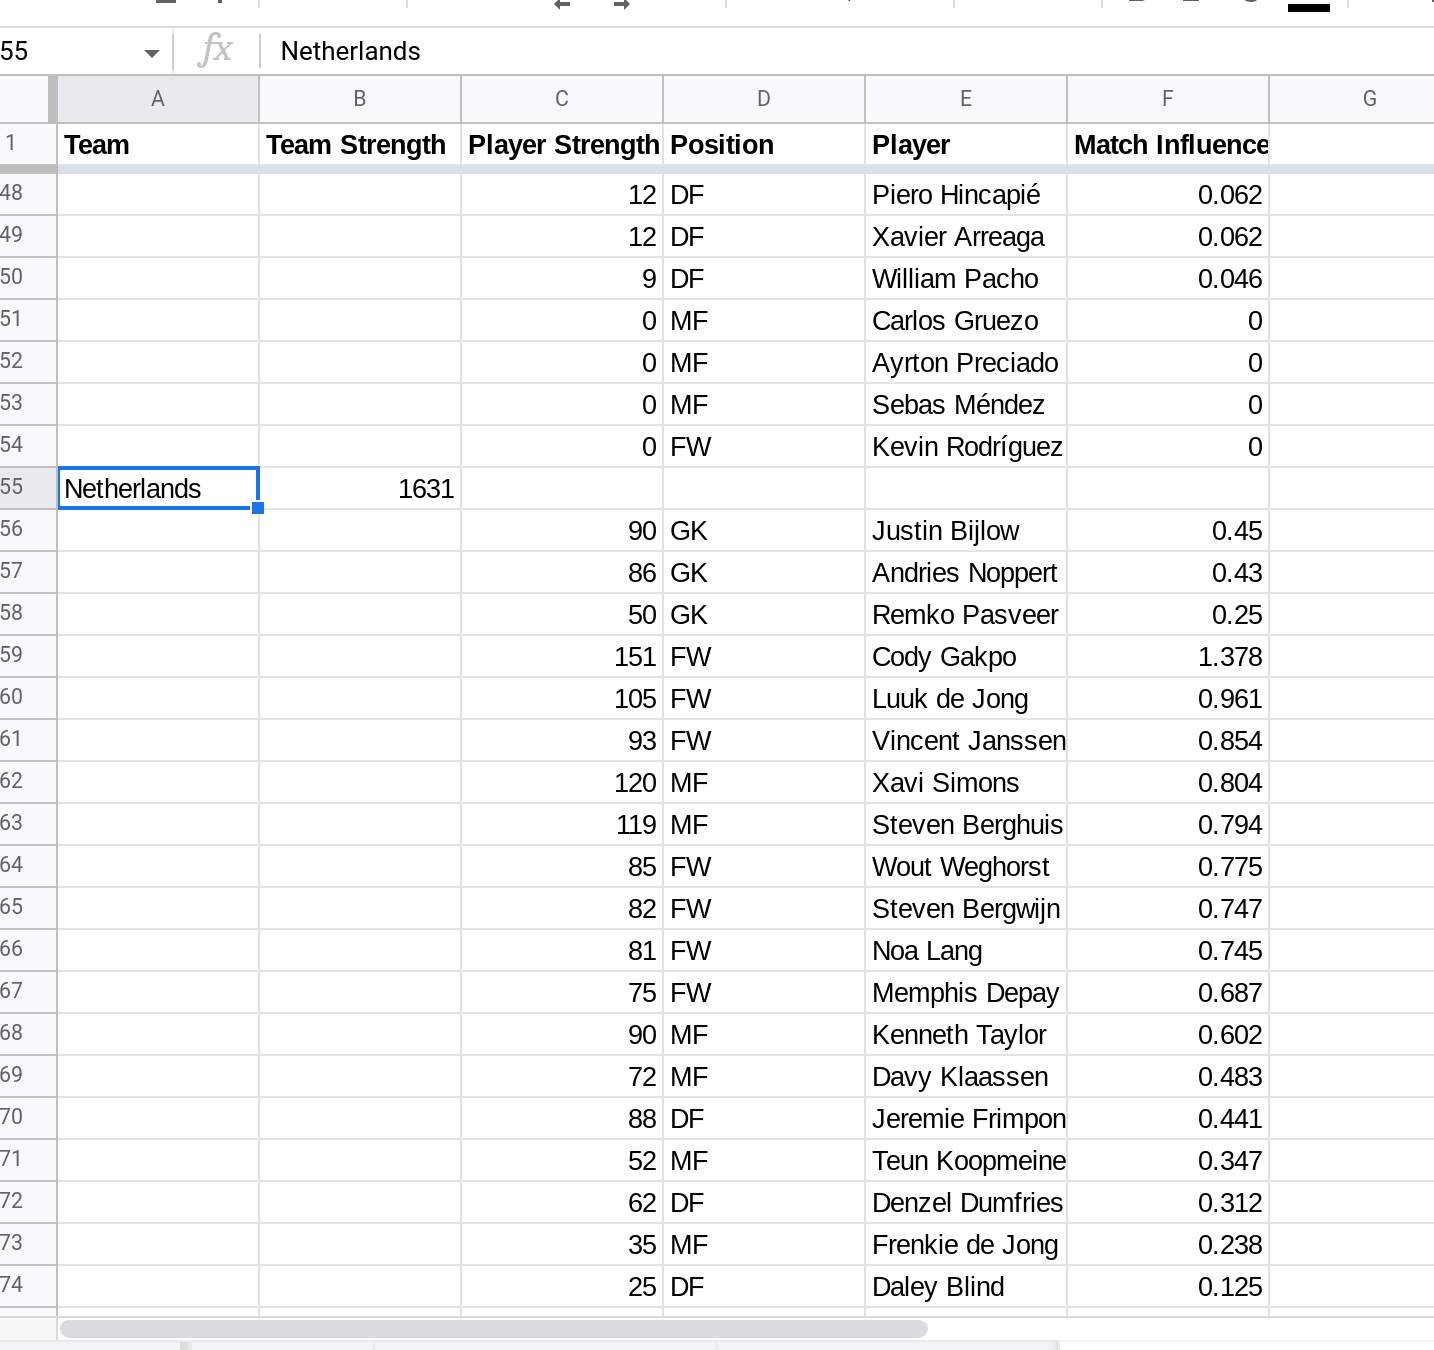 55 fx Netherlands
A B C D E F G
1 Team Team Strength Player Strength Position Player Match Influence
48 12 DF Piero Hincapié 0.062
49 12 DF Xavier Arreaga 0.062
50 9 DF William Pacho 0.046
51 0 MF Carlos Gruezo 0
52 0 MF Ayrton Preciado 0
53 0 MF Sebas Méndez 0
54 0 FW Kevin Rodríguez 0
55 Netherlands 1631
56 90 GK Justin Bijlow 0.45
57 86 GK Andries Noppert 0.43
58 50 GK Remko Pasveer 0.25
59 151 FW Cody Gakpo 1.378
60 105 FW Luuk de Jong 0.961
61 93 FW Vincent Janssen 0.854
62 120 MF Xavi Simons 0.804
63 119 MF Steven Berghuis 0.794
64 85 FW Wout Weghorst 0.775
65 82 FW Steven Bergwijn 0.747
66 81 FW Noa Lang 0.745
67 75 FW Memphis Depay 0.687
68 90 MF Kenneth Taylor 0.602
69 72 MF Davy Klaassen 0.483
70 88 DF Jeremie Frimpon 0.441
71 52 MF Teun Koopmeine 0.347
72 62 DF Denzel Dumfries 0.312
73 35 MF Frenkie de Jong 0.238
74 25 DF Daley Blind 0.125